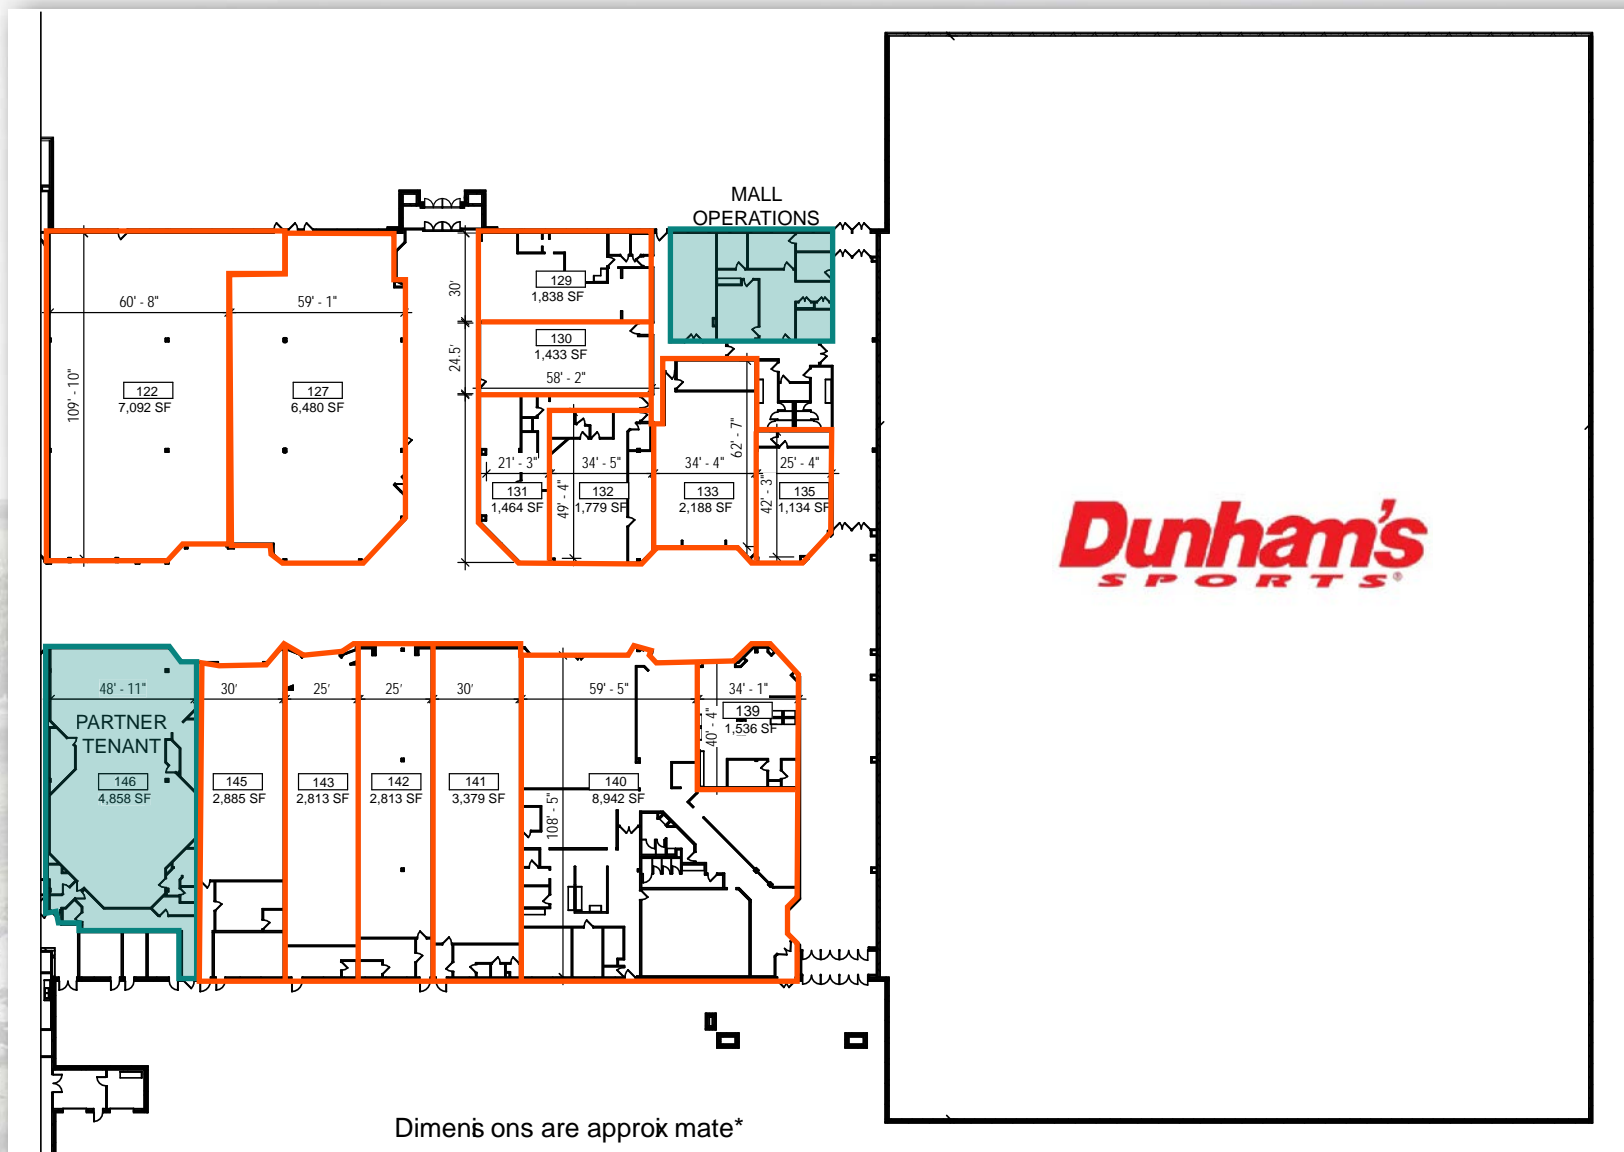 MALL
OPERATIONS
60' - 8"
59' - 1"
109' - 10"
122
7,092 SF
127
6,480 SF
30'
24.5'
129
1,838 SF
130
1,433 SF
58' - 2"
21' - 3"
131
1,464 SF
34' - 5"
49' - 4"
132
1,779 SF
34' - 4"
62' - 7"
133
2,188 SF
25' - 4"
42' - 3"
135
1,134 SF
Dunham's
SPORTS®
48' - 11"
PARTNER
TENANT
146
4,858 SF
30'
145
2,885 SF
25'
143
2,813 SF
25'
142
2,813 SF
30'
141
3,379 SF
59' - 5"
108' - 5"
140
8,942 SF
34' - 1"
40' - 4"
139
1,536 SF
Dimensions are approximate*